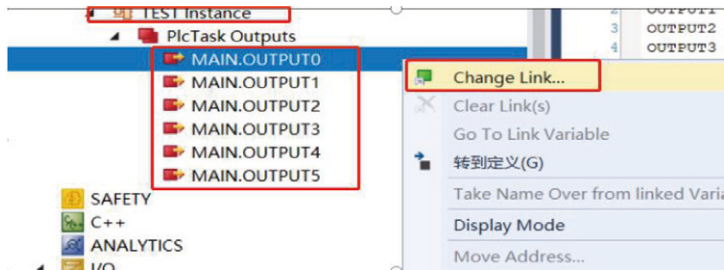 TEST Instance
PlcTask Outputs
MAIN.OUTPUT0
MAIN.OUTPUT1
MAIN.OUTPUT2
MAIN.OUTPUT3
MAIN.OUTPUT4
MAIN.OUTPUT5
SAFETY
C++
ANALYTICS
I/O
2 OUTPUT1
3 OUTPUT2
4 OUTPUT3
Change Link...
Clear Link(s)
Go To Link Variable
转到定义(G)
Take Name Over from linked Varia
Display Mode
Move Address...